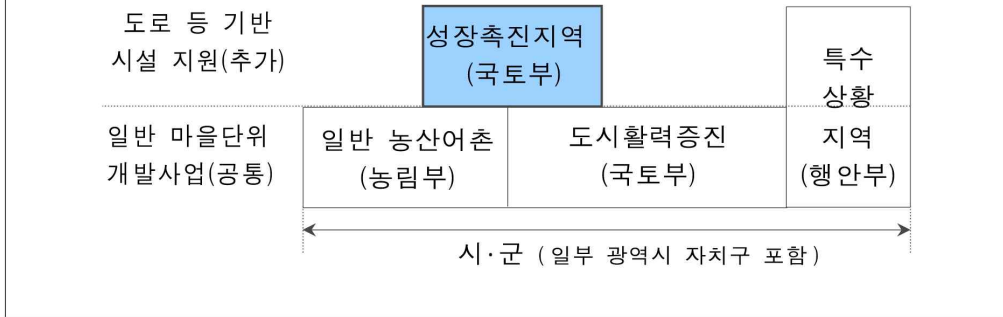 도로 등 기반
시설 지원(추가)
성장촉진지역
(국토부)
특수
상황
지역
(행안부)
일반 마을단위
개발사업(공통)
일반 농산어촌
(농림부)
도시활력증진
(국토부)
시·군 (일부 광역시 자치구 포함)